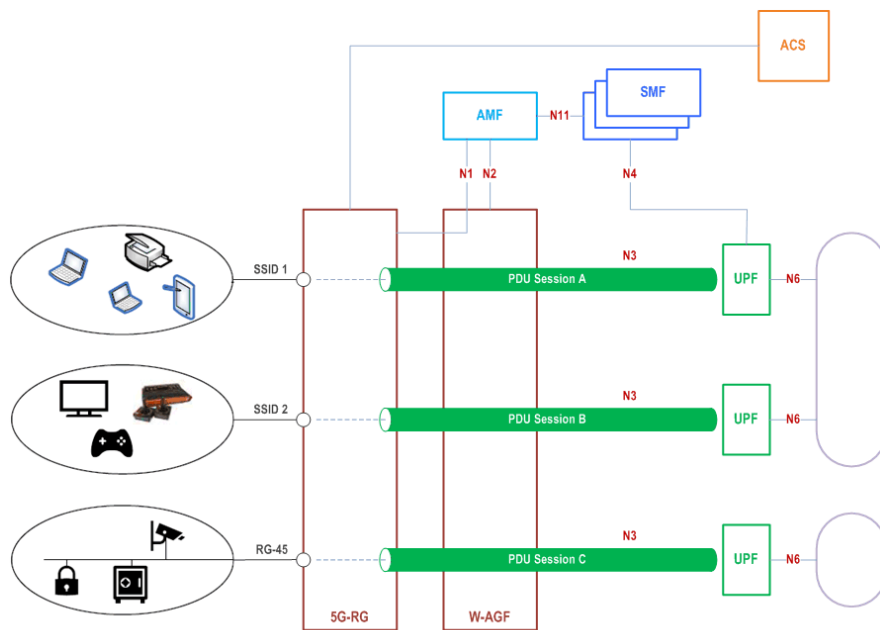 ACS
SMF
AMF
N11
N1
N2
N4
SSID 1
PDU Session A
N3
UPF
N6
SSID 2
PDU Session B
N3
UPF
N6
RG-45
PDU Session C
N3
UPF
N6
5G-RG
W-AGF